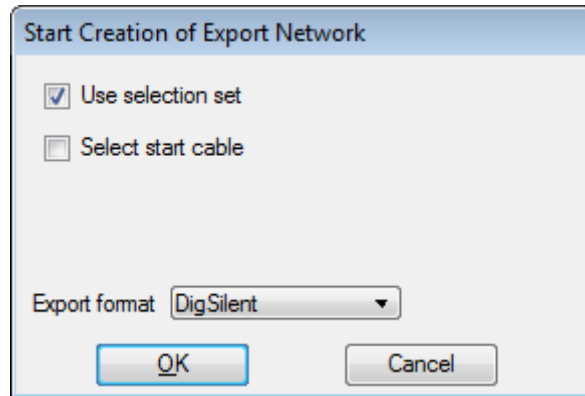 Start Creation of Export Network
Use selection set
Select start cable
Export format DigSilent
OK Cancel